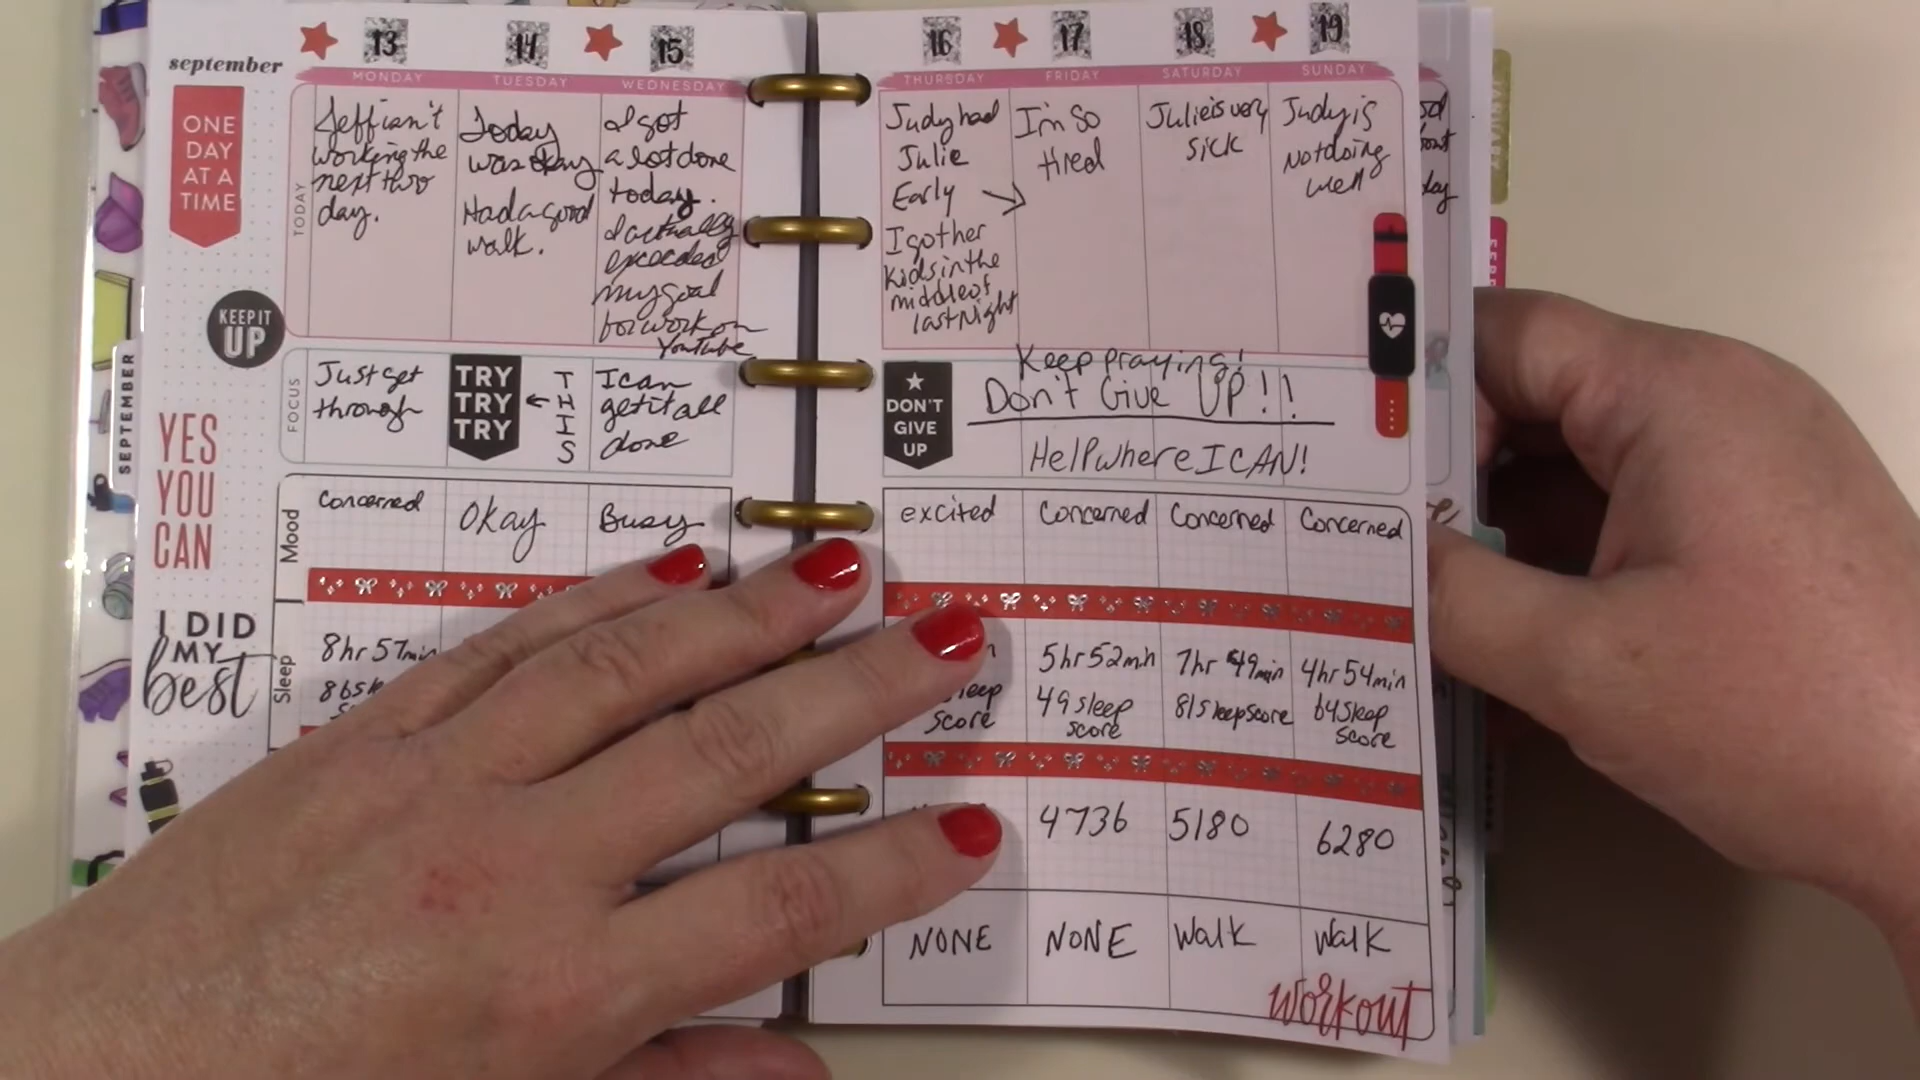 september
13
14
15
MONDAY
TUESDAY
WEDNESDAY
ONE
DAY
AT A
TIME
KEEP IT
UP
YES
YOU
CAN
I DID
MY
best
SEPTEMBER
TODAY
Jeff isn't
working the
next two
day.
Today
was okay
Had a good
walk.
I got
a lot done
today.
I actually
exceeded
my goal
for work on
YouTube
FOCUS
Just get
through
TRY
TRY
TRY
THIS
I can
get it all
done
Mood
Concerned
Okay
Busy
Sleep
8hr 57min
86
16
17
18
19
THURSDAY
FRIDAY
SATURDAY
SUNDAY
Judy had
Julie
Early
I got her
kids in the
middle of
last Night
I'm so
tired
Julie is very
sick
Judy is
not doing
well
DON'T
GIVE
UP
Keep praying!
Don't Give UP!!
Help where I CAN!
excited
Concerned
Concerned
Concerned
sleep
score
5hr 52min
49 sleep
score
7hr 49min
81 sleep score
4hr 54min
64 sleep
score
4736
5180
6280
NONE
NONE
Walk
Walk
workout
JANUARY